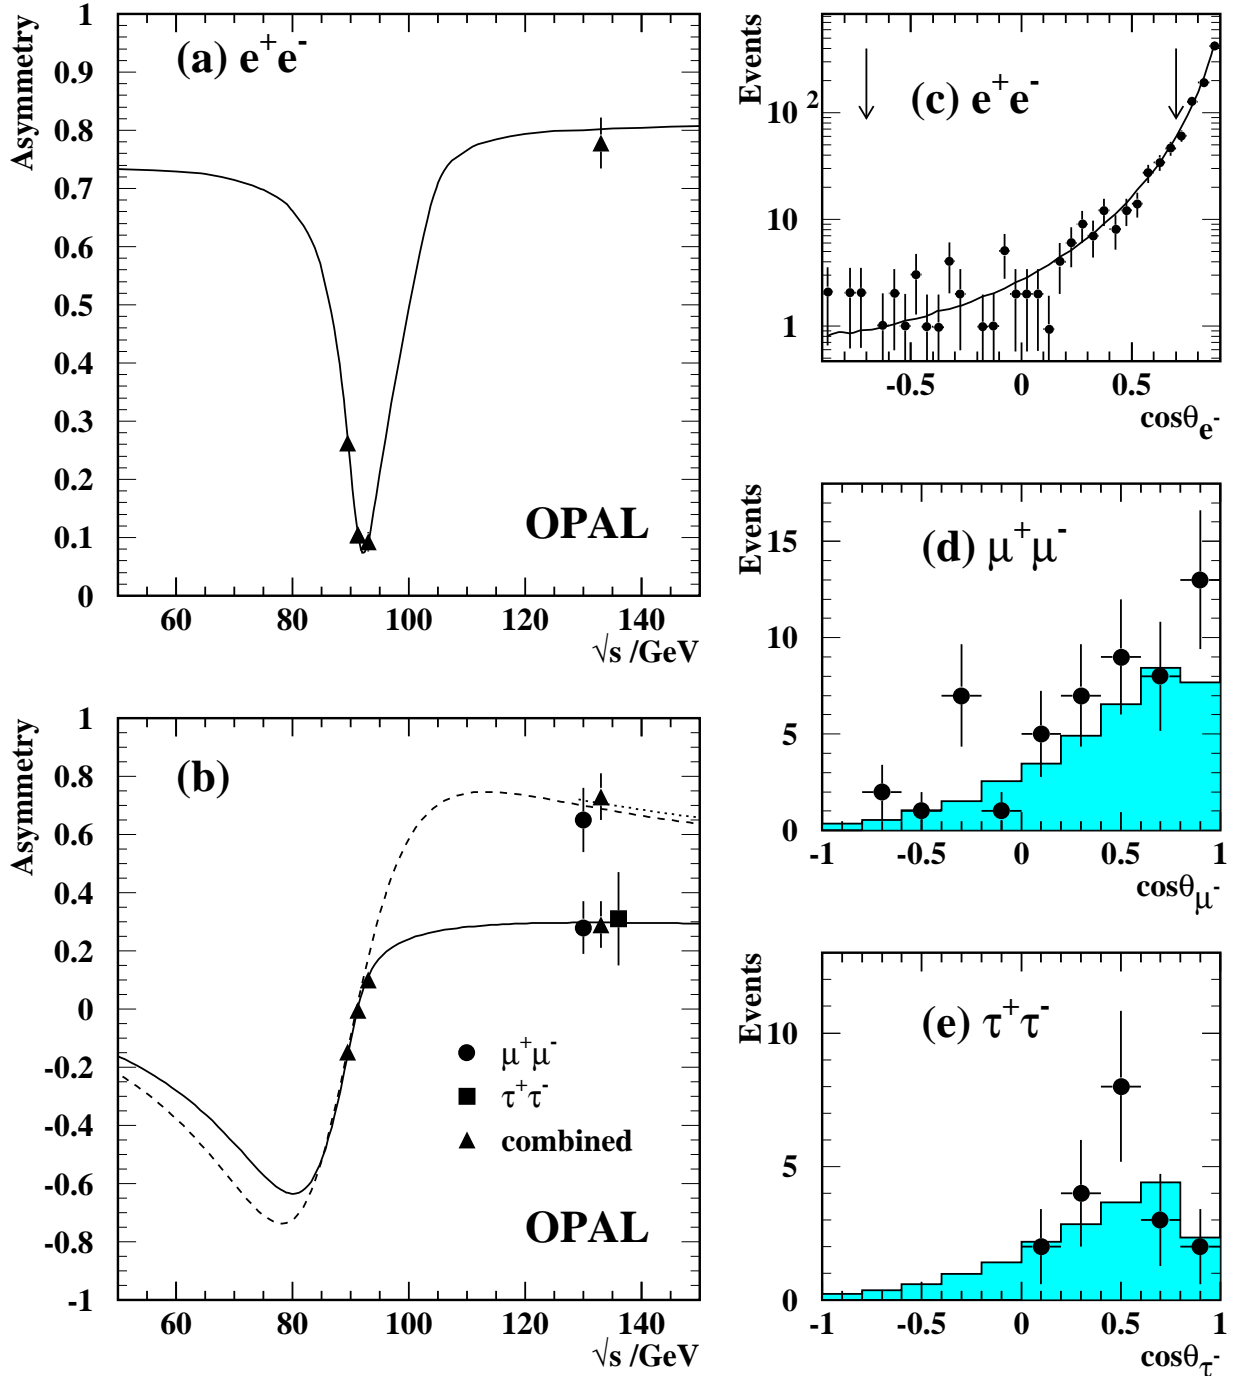 Asymmetry
(a) e⁺e⁻
1
0.9
0.8
0.7
0.6
0.5
0.4
0.3
0.2
0.1
0
OPAL
60 80 100 120 140
√s /GeV
Asymmetry
(b)
1
0.8
0.6
0.4
0.2
0
-0.2
-0.4
-0.6
-0.8
-1
μ⁺μ⁻
τ⁺τ⁻
combined
OPAL
60 80 100 120 140
√s /GeV
Events
(c) e⁺e⁻
10²
10
1
-0.5 0 0.5
cosθe⁻
Events
(d) μ⁺μ⁻
15
10
5
0
-1 -0.5 0 0.5 1
cosθμ⁻
Events
(e) τ⁺τ⁻
10
5
0
-1 -0.5 0 0.5 1
cosθτ⁻